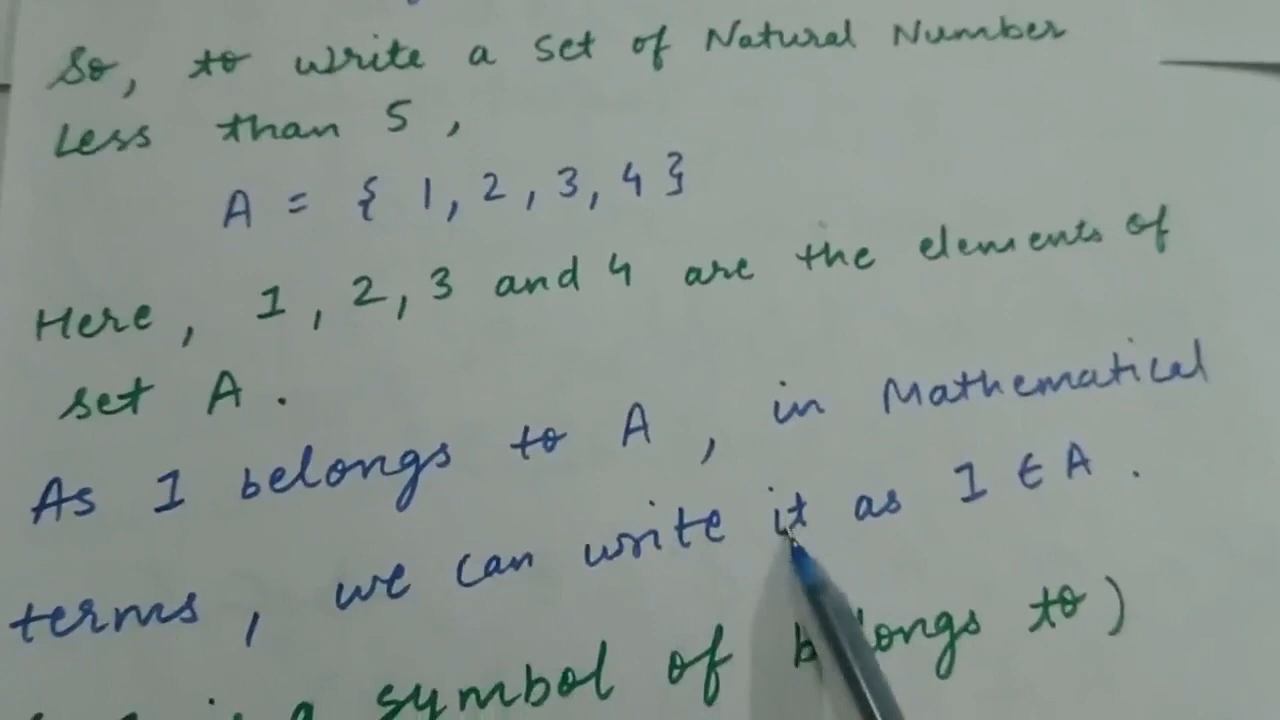 So, to write a set of Natural Number
Less than 5,
A = { 1, 2, 3, 4 }
Here, 1, 2, 3 and 4 are the elements of
set A.
As 1 belongs to A, in Mathematical
terms, we can write it as 1 ∈ A.
is a symbol of belongs to)